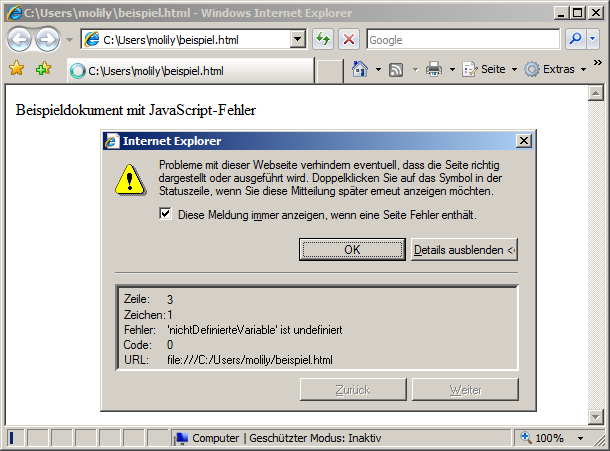 C:\Users\molily\beispiel.html - Windows Internet Explorer
C:\Users\molily\beispiel.html
Google
C:\Users\molily\beispiel.html
Seite
Extras
Beispieldokument mit JavaScript-Fehler
Internet Explorer
Probleme mit dieser Webseite verhindern eventuell, dass die Seite richtig
dargestellt oder ausgeführt wird. Doppelklicken Sie auf das Symbol in der
Statuszeile, wenn Sie diese Mitteilung später erneut anzeigen möchten.
Diese Meldung immer anzeigen, wenn eine Seite Fehler enthält.
OK
Details ausblenden <<
Zeile: 3
Zeichen: 1
Fehler: 'nichtDefinierteVariable' ist undefiniert
Code: 0
URL: file:///C:/Users/molily/beispiel.html
Zurück
Weiter
Computer | Geschützter Modus: Inaktiv
100%